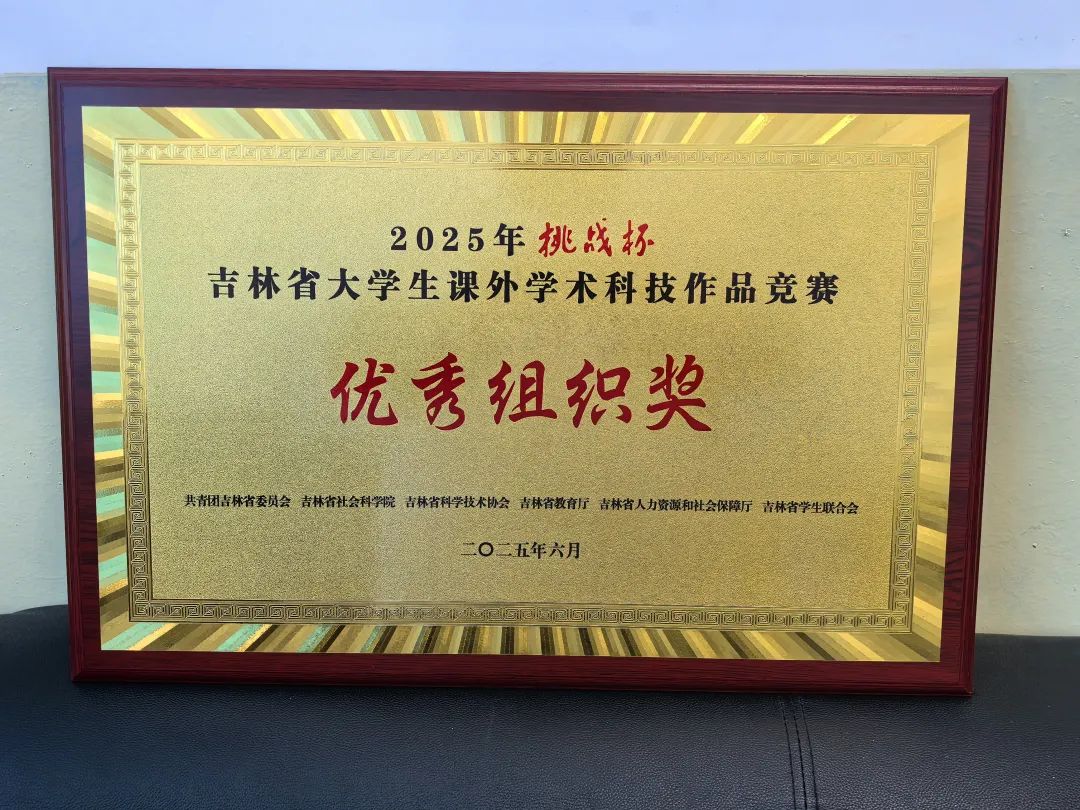 2025年 挑战杯
吉林省大学生课外学术科技作品竞赛
优秀组织奖
共青团吉林省委员会 吉林省社会科学院 吉林省科学技术协会 吉林省教育厅 吉林省人力资源和社会保障厅 吉林省学生联合会
二〇二五年六月